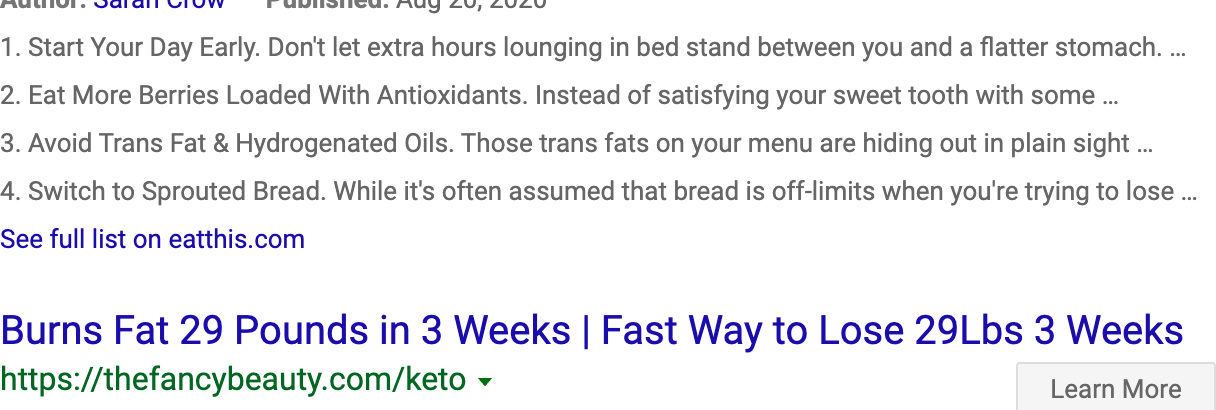 Author: Sarah Crow Published: Aug 20, 2020
1. Start Your Day Early. Don't let extra hours lounging in bed stand between you and a flatter stomach. ...
2. Eat More Berries Loaded With Antioxidants. Instead of satisfying your sweet tooth with some ...
3. Avoid Trans Fat & Hydrogenated Oils. Those trans fats on your menu are hiding out in plain sight ...
4. Switch to Sprouted Bread. While it's often assumed that bread is off-limits when you're trying to lose ...
See full list on eatthis.com
Burns Fat 29 Pounds in 3 Weeks | Fast Way to Lose 29Lbs 3 Weeks
https://thefancybeauty.com/keto
Learn More